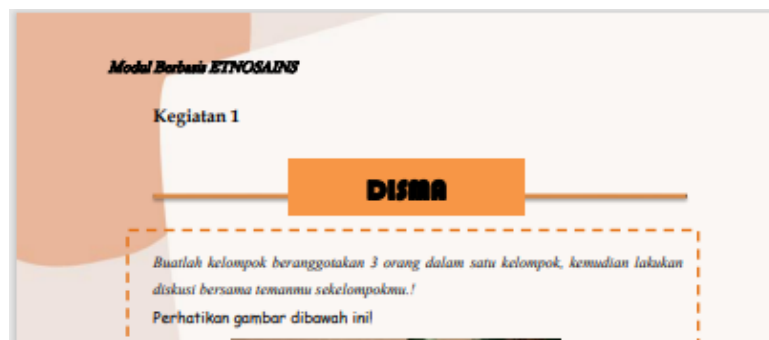 Modul Berbasis ETNOSAINS
Kegiatan 1
DISMA
Buatlah kelompok beranggotakan 3 orang dalam satu kelompok, kemudian lakukan
diskusi bersama temanmu sekelompokmu.!
Perhatikan gambar dibawah ini!